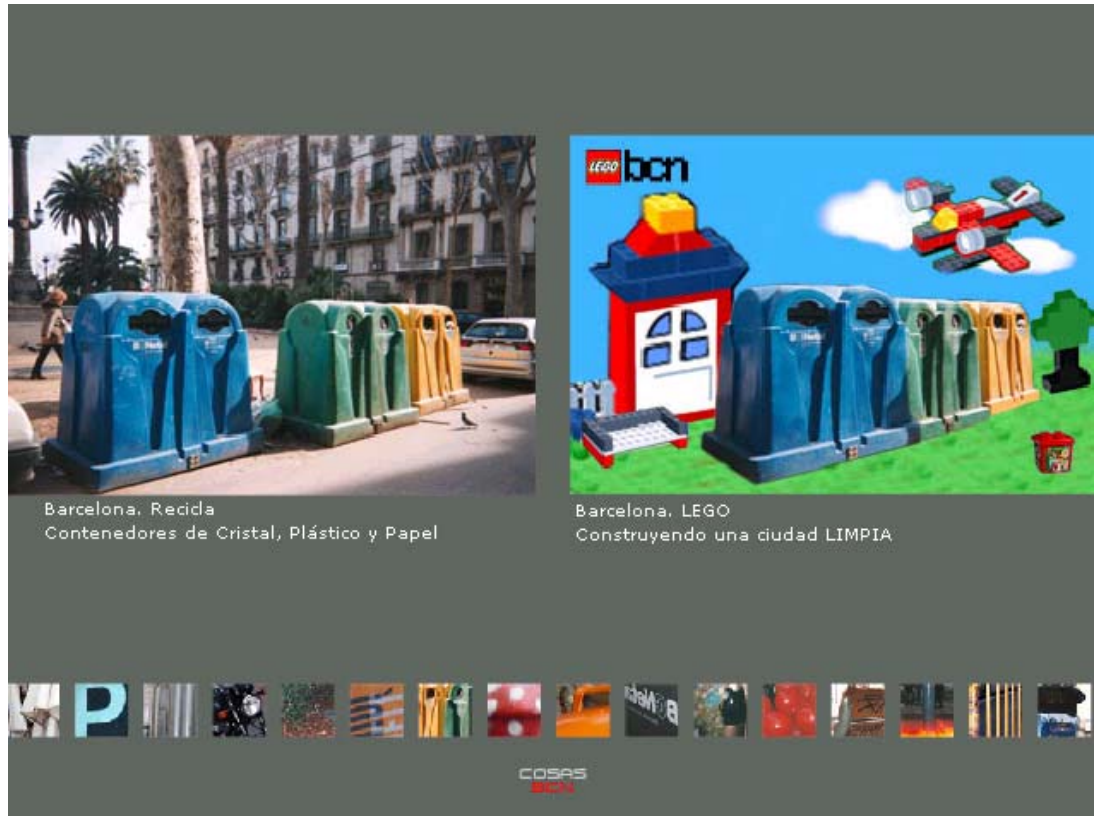 LEGO bcn
Barcelona. Recicla
Contenedores de Cristal, Plástico y Papel
Barcelona. LEGO
Construyendo una ciudad LIMPIA
P
COSAS
BCN